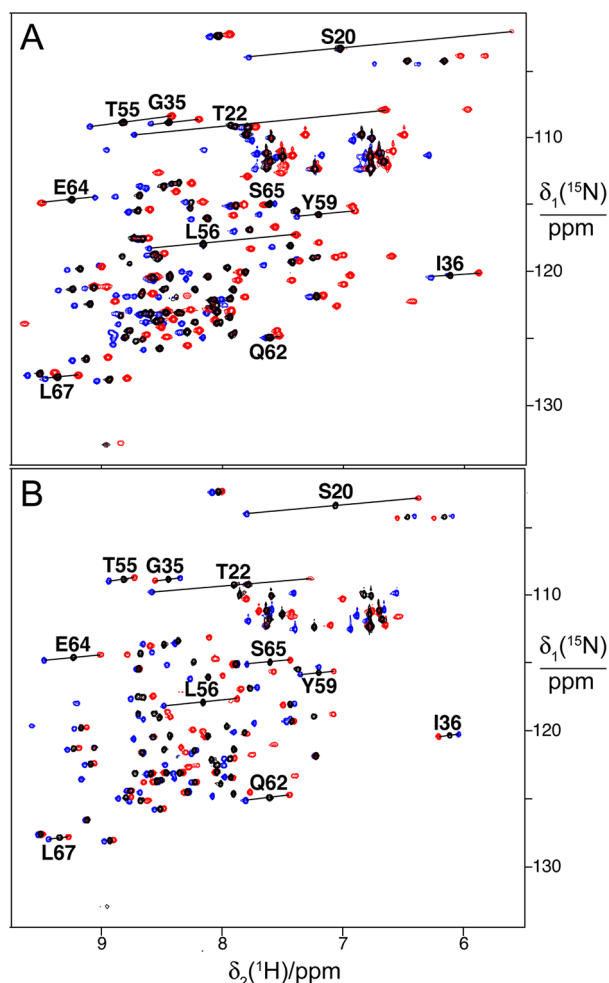 A
S20
T55 G35
T22
110
δ₁(¹⁵N)
ppm
E64
S65
Y59
L56
I36
120
Q62
L67
130
B
S20
T55 G35
T22
110
δ₁(¹⁵N)
ppm
E64
S65
L56
Y59
I36
120
Q62
L67
130
9 8 7 6
δ₂(¹H)/ppm